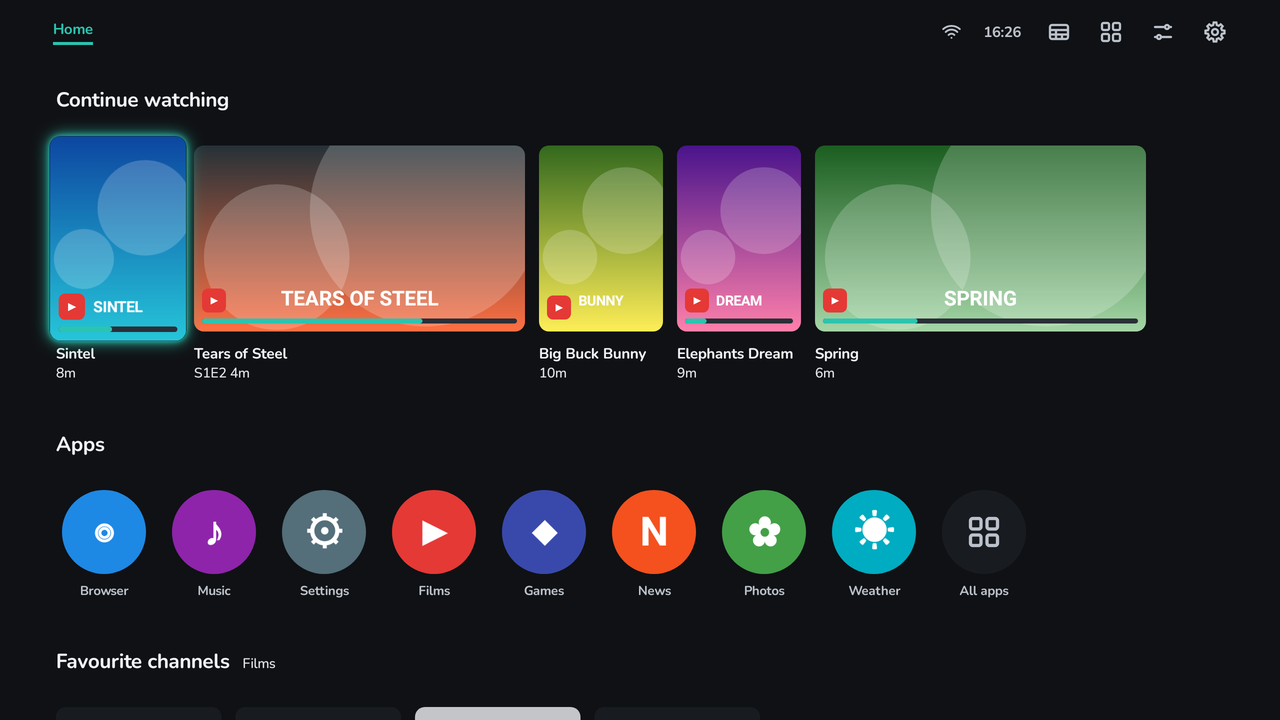 Home
16:26
Continue watching
SINTEL
TEARS OF STEEL
BUNNY
DREAM
SPRING
Sintel
8m
Tears of Steel
S1E2 4m
Big Buck Bunny
10m
Elephants Dream
9m
Spring
6m
Apps
N
Browser
Music
Settings
Films
Games
News
Photos
Weather
All apps
Favourite channels Films